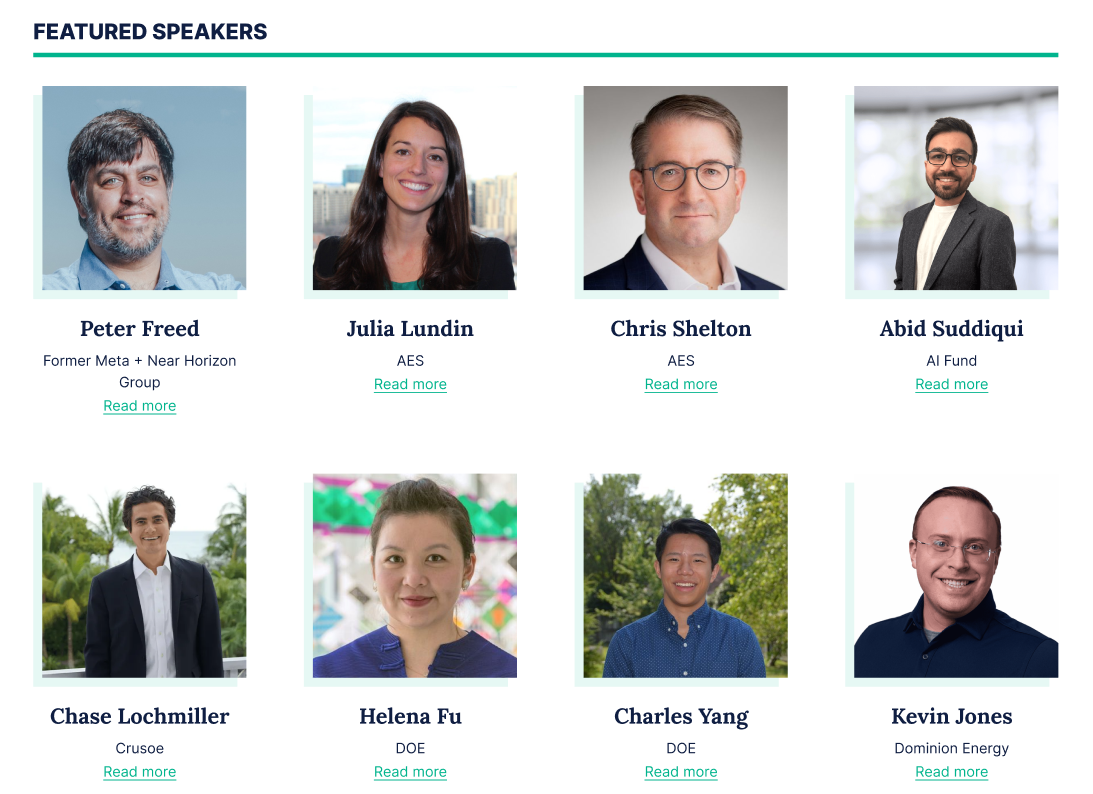 FEATURED SPEAKERS
Peter Freed
Former Meta + Near Horizon
Group
Read more
Julia Lundin
AES
Read more
Chris Shelton
AES
Read more
Abid Suddiqui
AI Fund
Read more
Chase Lochmiller
Crusoe
Read more
Helena Fu
DOE
Read more
Charles Yang
DOE
Read more
Kevin Jones
Dominion Energy
Read more